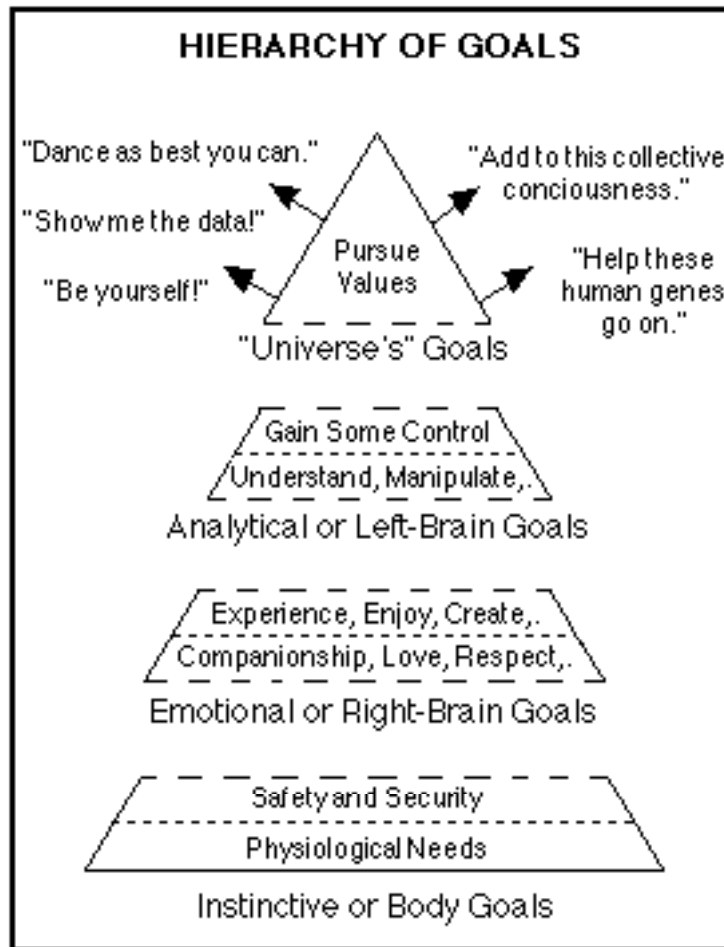 HIERARCHY OF GOALS
"Dance as best you can."
"Show me the data!"
"Be yourself!"
"Add to this collective
conciousness."
"Help these
human genes
go on."
Pursue
Values
"Universe's" Goals
Gain Some Control
Understand, Manipulate,.
Analytical or Left-Brain Goals
Experience, Enjoy, Create,.
Companionship, Love, Respect,.
Emotional or Right-Brain Goals
Safety and Security
Physiological Needs
Instinctive or Body Goals